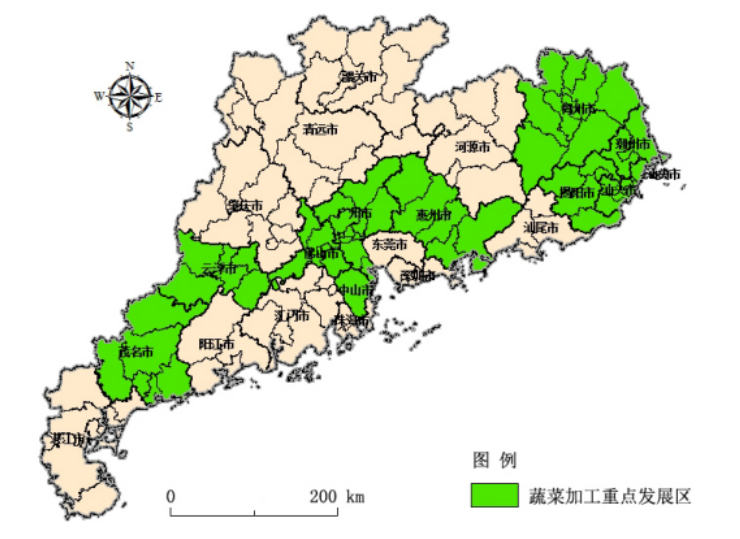 N
W E
S
韶关市
清远市
河源市
梅州市
潮州市
汕头市
揭阳市
汕头市
肇庆市
广州市
惠州市
汕尾市
佛山市
东莞市
云浮市
深圳市
中山市
江门市
珠海市
阳江市
茂名市
湛江市
图 例
0 200 km
蔬菜加工重点发展区